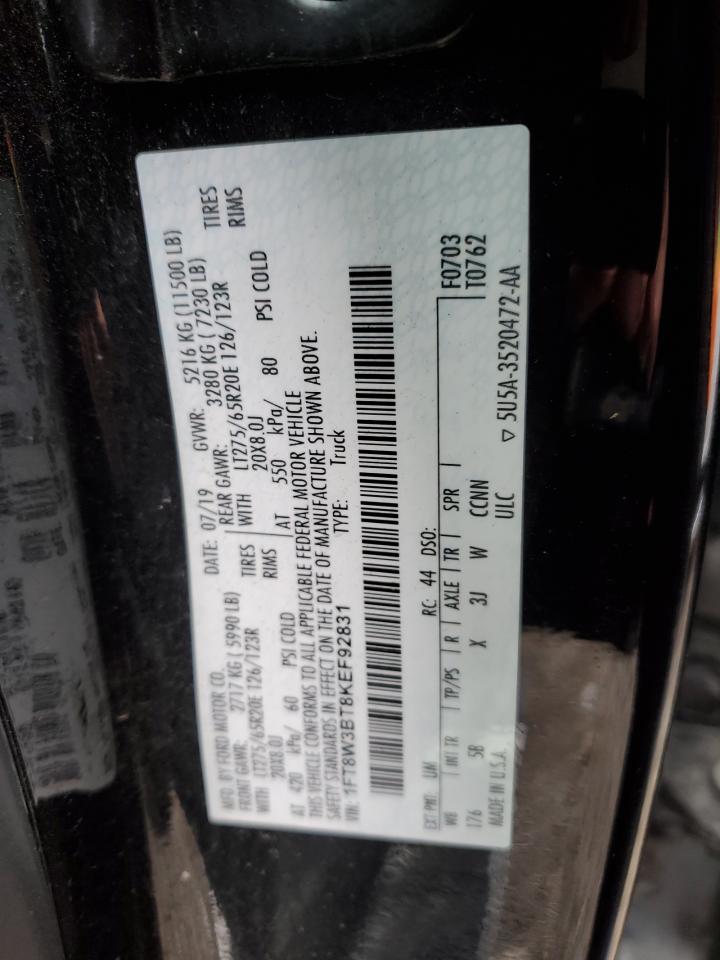 MFD. BY FORD MOTOR CO.
DATE: 07/19 GVWR: 5216 KG (11500 LB)
FRONT GAWR: 2717 KG ( 5990 LB) REAR GAWR: 3280 KG ( 7230 LB)
WITH LT275/65R20E 126/123R TIRES WITH LT275/65R20E 126/123R TIRES
20X8.0J RIMS 20X8.0J RIMS
AT 420 kPa/ 60 PSI COLD AT 550 kPa/ 80 PSI COLD
THIS VEHICLE CONFORMS TO ALL APPLICABLE FEDERAL MOTOR VEHICLE
SAFETY STANDARDS IN EFFECT ON THE DATE OF MANUFACTURE SHOWN ABOVE.
VIN: 1FT8W3BT8KEF92831 TYPE: Truck
F0703
EXT PNT: UM RC: 44 DSO: T0762
WB INT TR TP/PS R AXLE TR SPR
176 5B X 3J W CCNN
MADE IN U.S.A. ULC ▽ 5U5A-3520472-AA